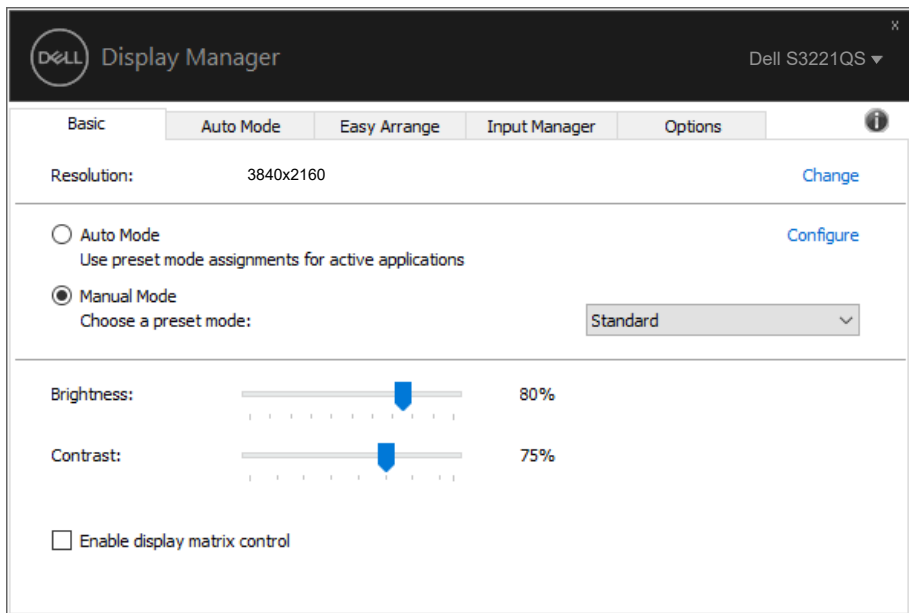 DELL Display Manager
x
Dell S3221QS
Basic Auto Mode Easy Arrange Input Manager Options
Resolution: 3840x2160 Change
Auto Mode Configure
Use preset mode assignments for active applications
Manual Mode
Choose a preset mode: Standard
Brightness: 80%
Contrast: 75%
Enable display matrix control